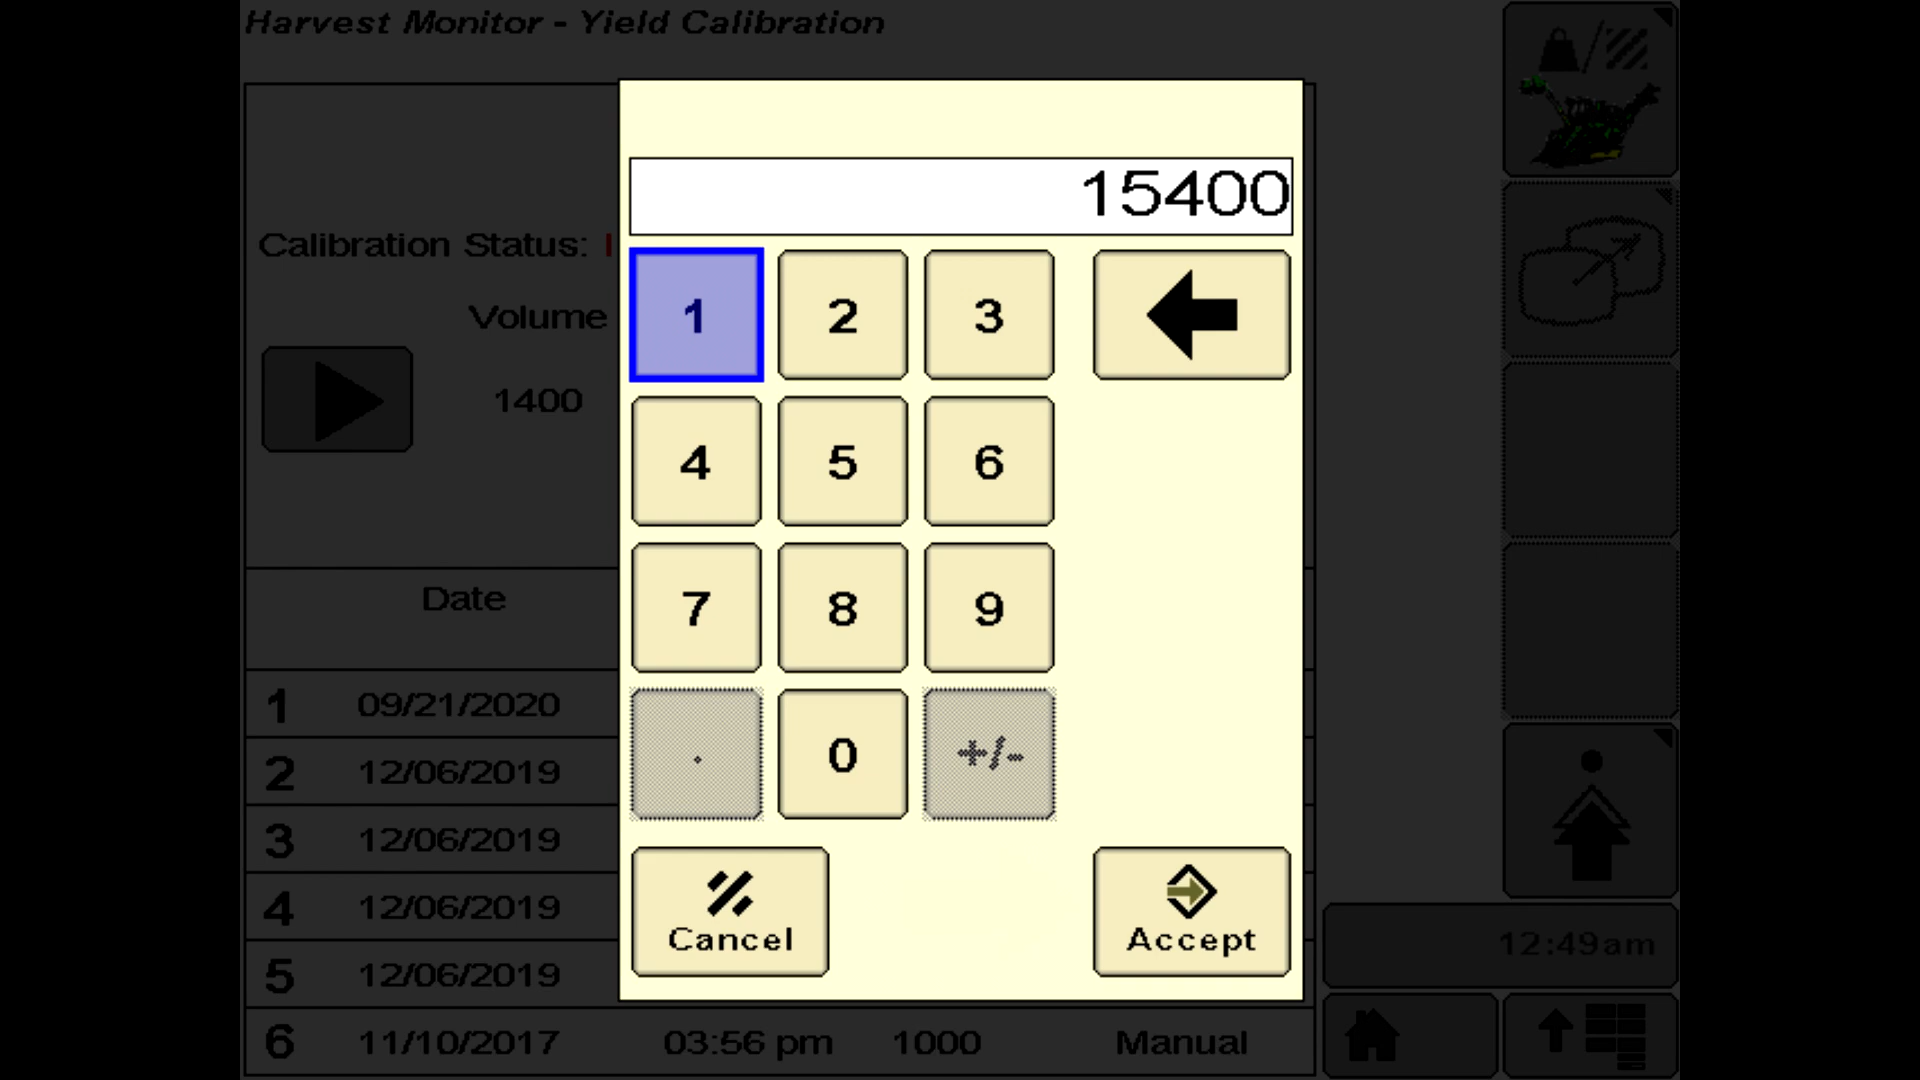 Harvest Monitor - Yield Calibration
15400
Calibration Status:
1 2 3
Volume
1400
4 5 6
Date
7 8 9
1 09/21/2020
2 12/06/2019
. 0 +/-
3 12/06/2019
4 12/06/2019
Cancel Accept
12:49am
5 12/06/2019
6 11/10/2017 03:56 pm 1000 Manual